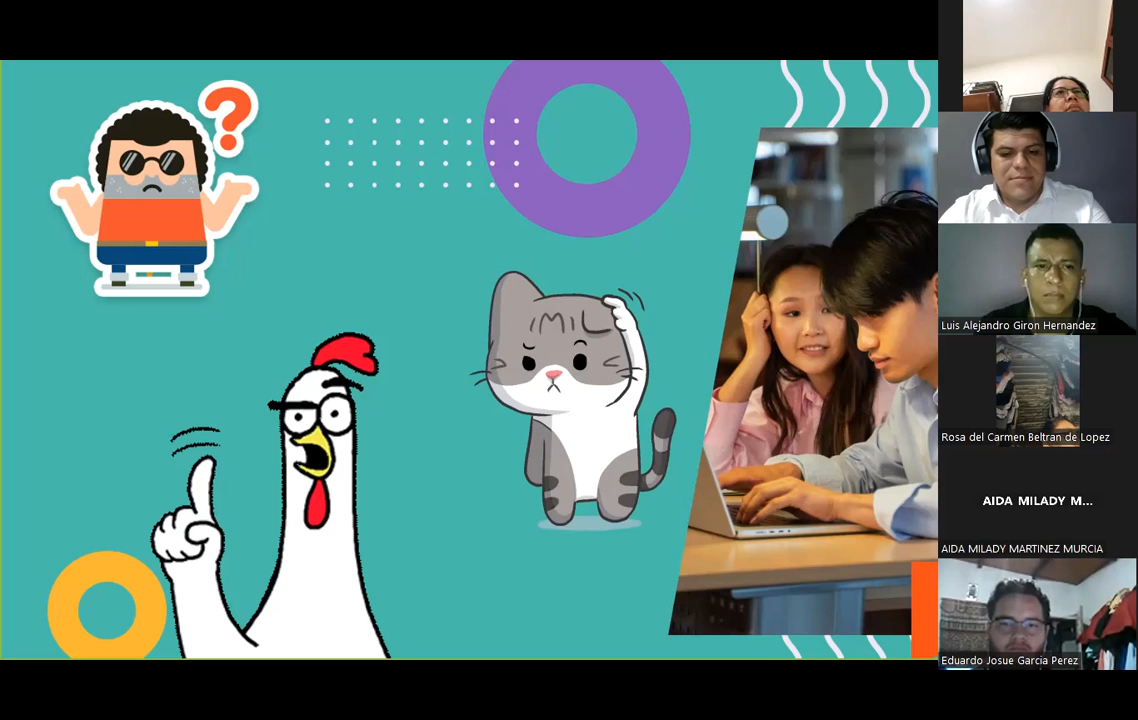 ?
Luis Alejandro Giron Hernandez
Rosa del Carmen Beltran de Lopez
AIDA MILADY M...
AIDA MILADY MARTINEZ MURCIA
Eduardo Josue Garcia Perez